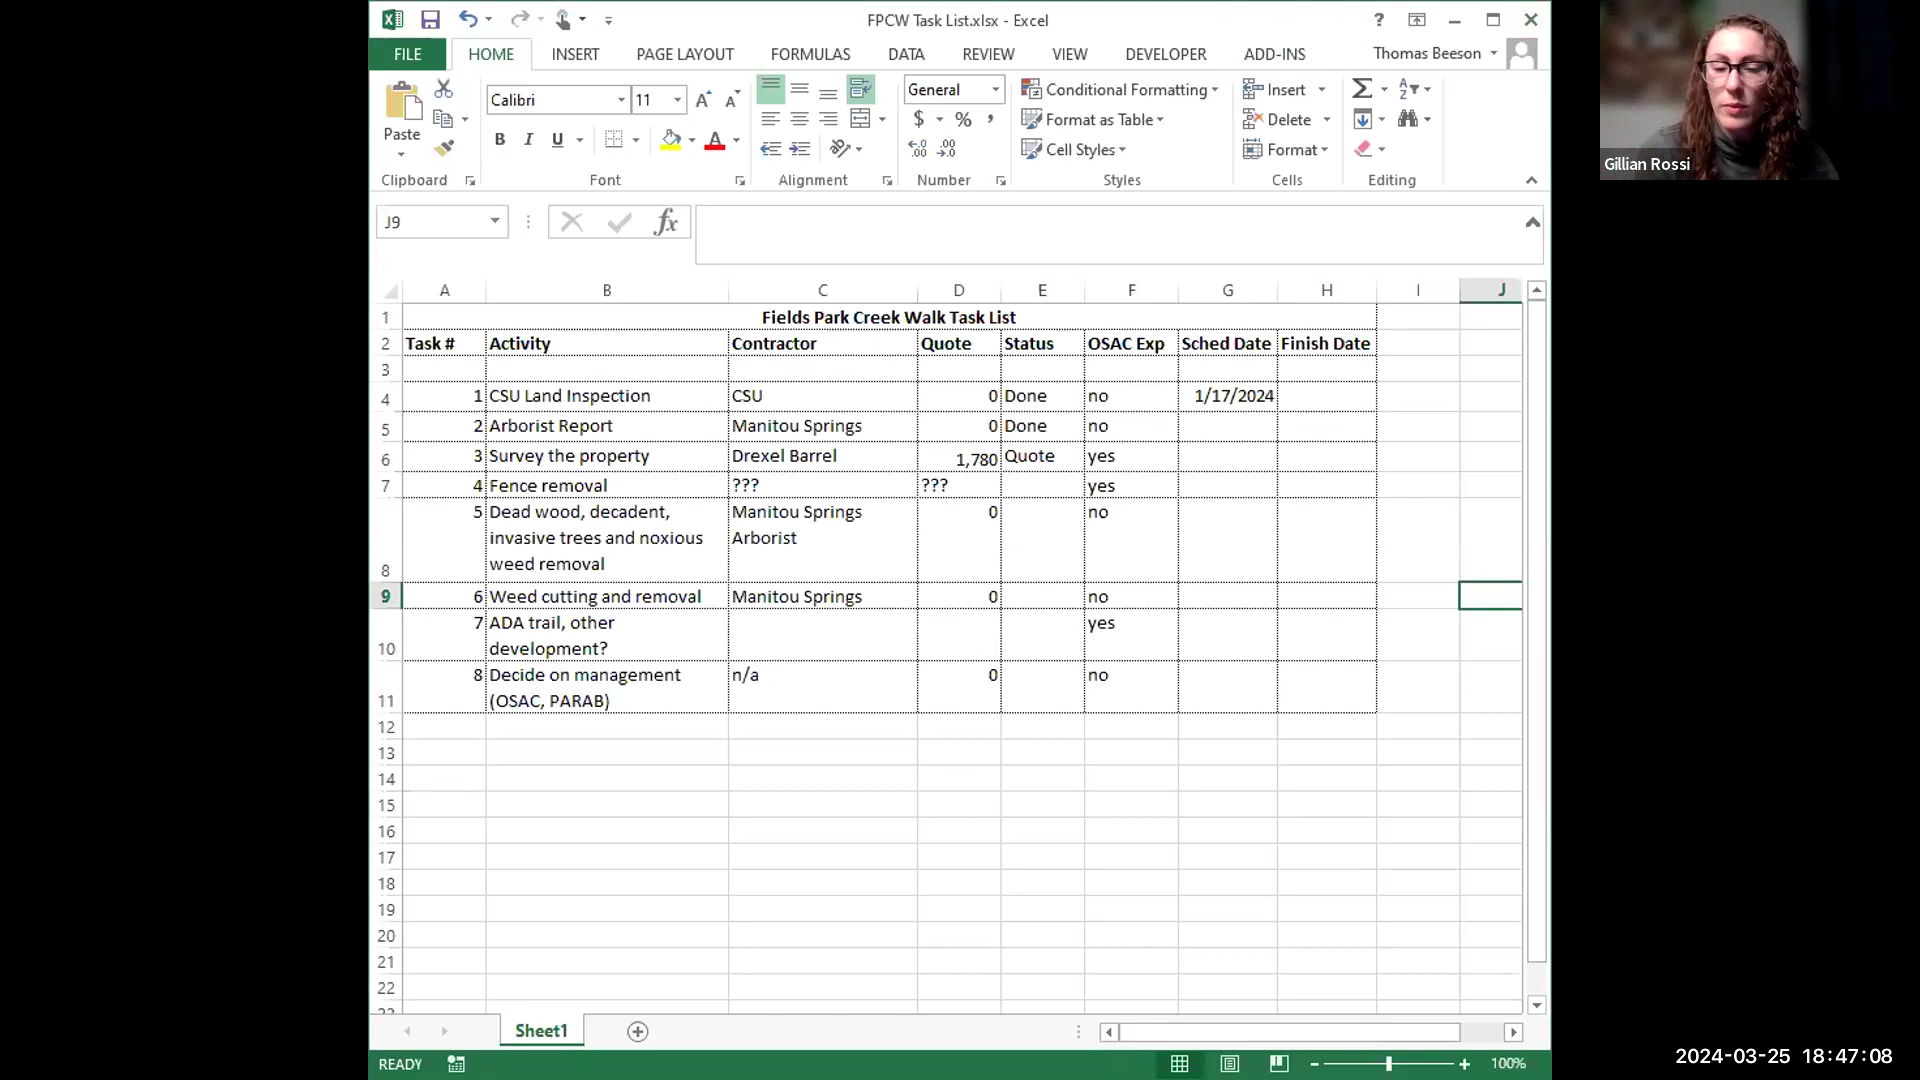 FPCW Task List.xlsx - Excel
?
FILE HOME INSERT PAGE LAYOUT FORMULAS DATA REVIEW VIEW DEVELOPER ADD-INS Thomas Beeson
Paste
Calibri 11
General
Conditional Formatting
Format as Table
Cell Styles
Insert
Delete
Format
B I U A
$ % ,
Clipboard Font Alignment Number Styles Cells Editing
J9
fx
A B C D E F G H I J
1 Fields Park Creek Walk Task List
2 Task # Activity Contractor Quote Status OSAC Exp Sched Date Finish Date
3
4 1 CSU Land Inspection CSU 0 Done no 1/17/2024
5 2 Arborist Report Manitou Springs 0 Done no
6 3 Survey the property Drexel Barrel 1,780 Quote yes
7 4 Fence removal ??? ??? yes
5 Dead wood, decadent, Manitou Springs 0 no
invasive trees and noxious Arborist
8 weed removal
9 6 Weed cutting and removal Manitou Springs 0 no
7 ADA trail, other yes
10 development?
8 Decide on management n/a 0 no
11 (OSAC, PARAB)
12
13
14
15
16
17
18
19
20
21
22
Sheet1
READY 100%
Gillian Rossi
2024-03-25 18:47:08